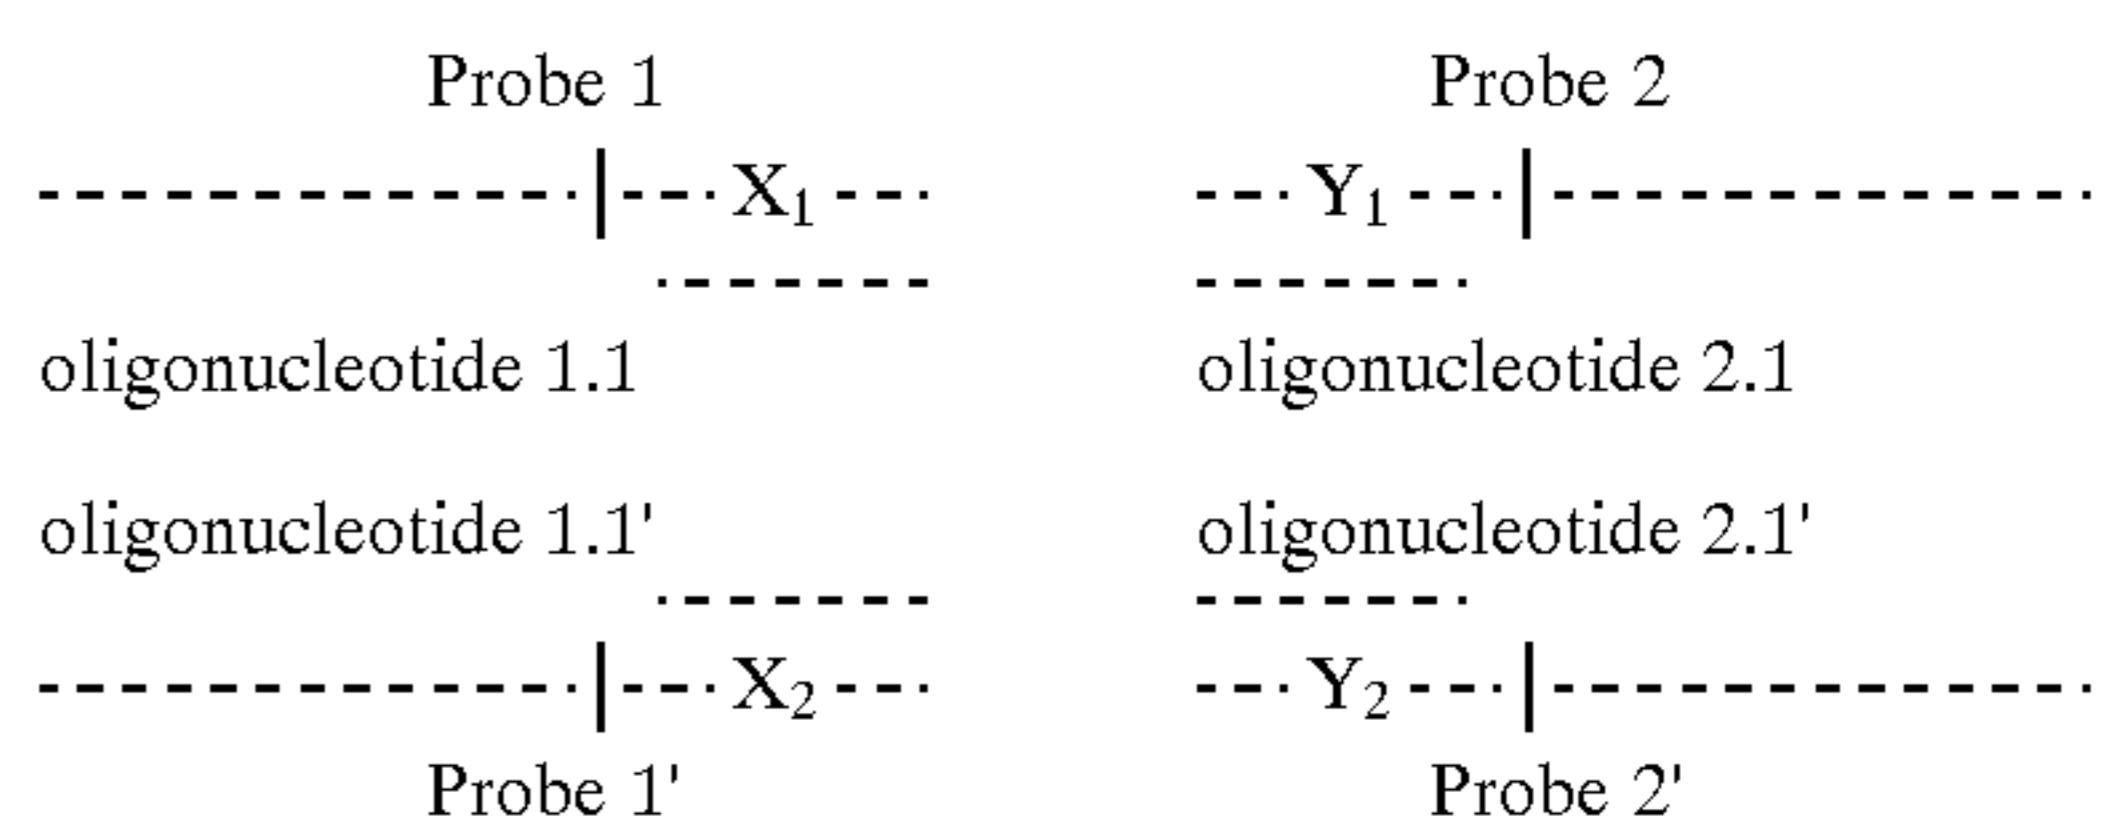 Probe 1 Probe 2
X₁ Y₁
oligonucleotide 1.1 oligonucleotide 2.1
oligonucleotide 1.1' oligonucleotide 2.1'
X₂ Y₂
Probe 1' Probe 2'